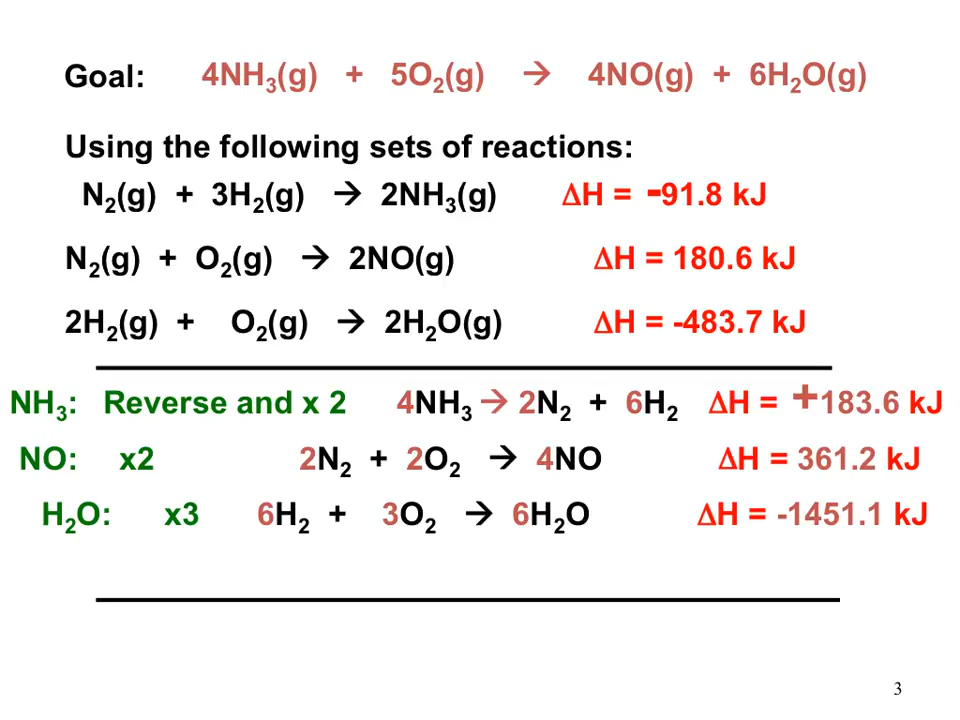 Goal: 4NH₃(g) + 5O₂(g) → 4NO(g) + 6H₂O(g)
Using the following sets of reactions:
N₂(g) + 3H₂(g) → 2NH₃(g) ΔH = -91.8 kJ
N₂(g) + O₂(g) → 2NO(g) ΔH = 180.6 kJ
2H₂(g) + O₂(g) → 2H₂O(g) ΔH = -483.7 kJ
NH₃: Reverse and x 2 4NH₃ → 2N₂ + 6H₂ ΔH = +183.6 kJ
NO: x2 2N₂ + 2O₂ → 4NO ΔH = 361.2 kJ
H₂O: x3 6H₂ + 3O₂ → 6H₂O ΔH = -1451.1 kJ
3